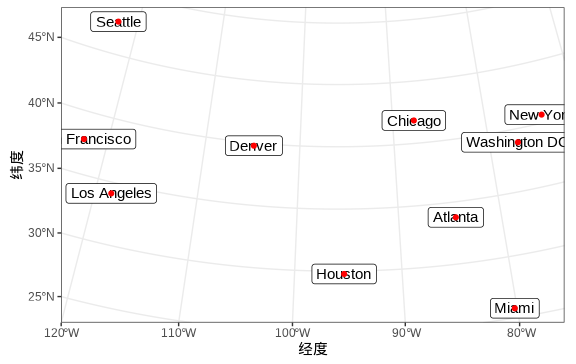 Seattle
45°N
40°N
Chicago
New Yor
Francisco
Denver
Washington DC
35°N
纬度
Los Angeles
Atlanta
30°N
Houston
25°N
Miami
120°W
110°W
100°W
90°W
80°W
经度